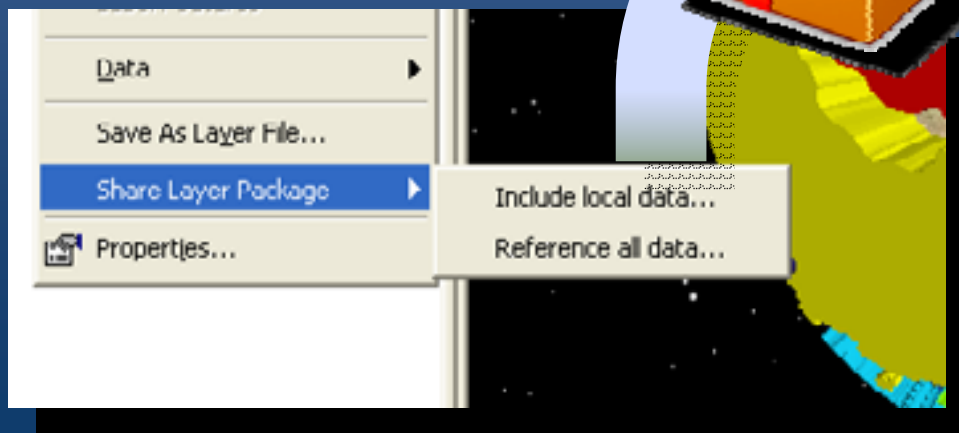 Data
Save As Layer File...
Share Layer Package
Include local data...
Properties...
Reference all data...